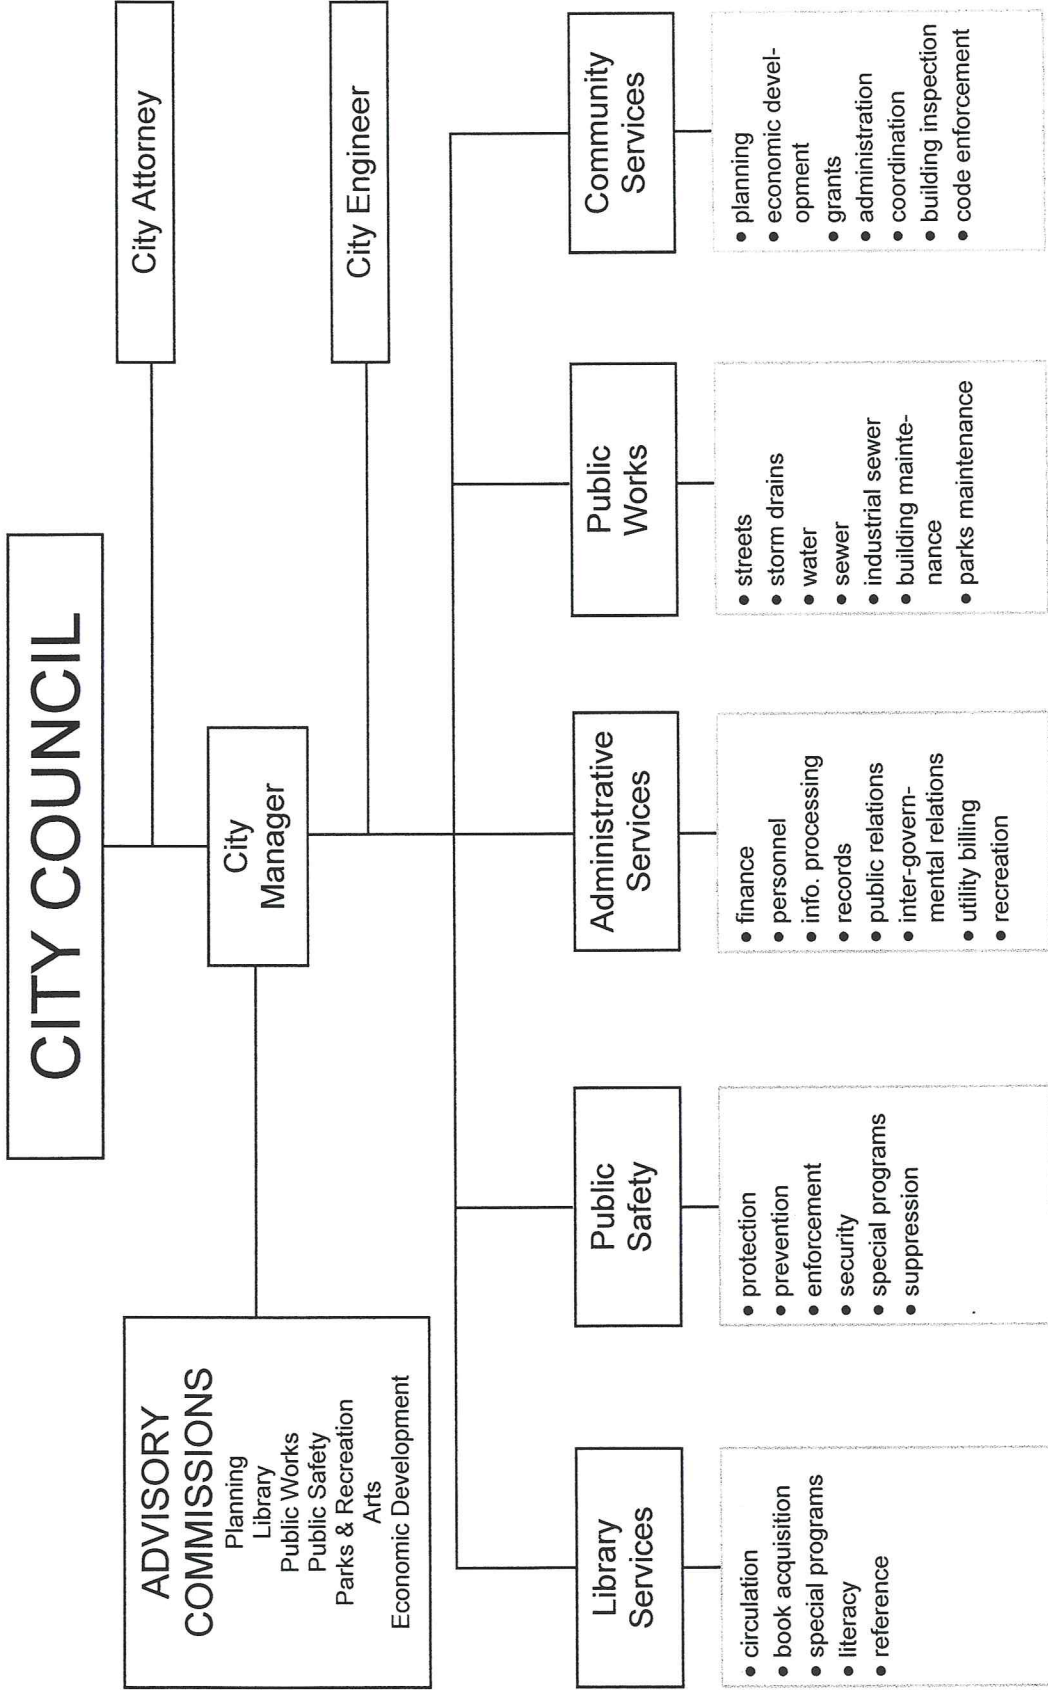 CITY COUNCIL
City Attorney
City
Manager
City Engineer
ADVISORY
COMMISSIONS
Planning
Library
Public Works
Public Safety
Parks & Recreation
Arts
Economic Development
Library
Services
• circulation
• book acquisition
• special programs
• literacy
• reference
Public
Safety
• protection
• prevention
• enforcement
• security
• special programs
• suppression
Administrative
Services
• finance
• personnel
• info. processing
• records
• public relations
• inter-govern-
mental relations
• utility billing
• recreation
Public
Works
• streets
• storm drains
• water
• sewer
• industrial sewer
• building mainte-
nance
• parks maintenance
Community
Services
• planning
• economic devel-
opment
• grants
• administration
• coordination
• building inspection
• code enforcement